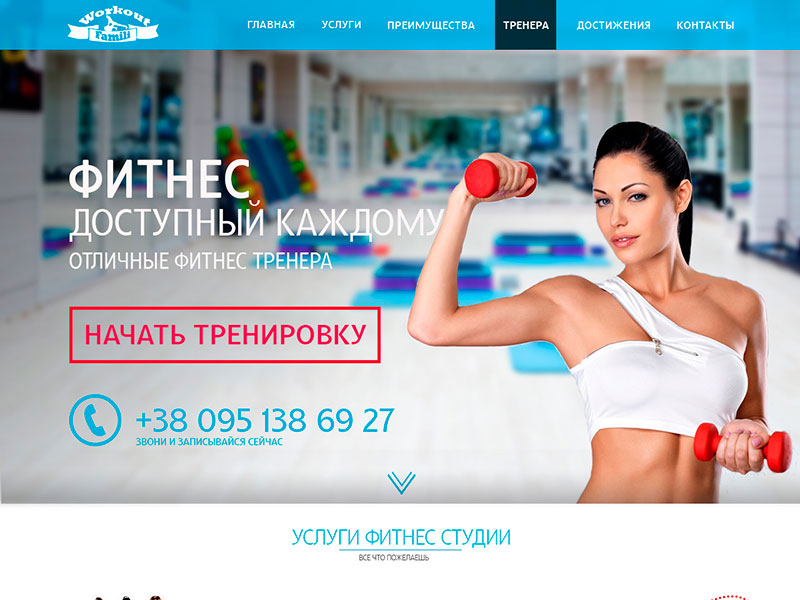 Workout
Famili
ГЛАВНАЯ УСЛУГИ ПРЕИМУЩЕСТВА ТРЕНЕРА ДОСТИЖЕНИЯ КОНТАКТЫ
ФИТНЕС
ДОСТУПНЫЙ КАЖДОМУ
ОТЛИЧНЫЕ ФИТНЕС ТРЕНЕРА
НАЧАТЬ ТРЕНИРОВКУ
+38 095 138 69 27
ЗВОНИ И ЗАПИСЫВАЙСЯ СЕЙЧАС
УСЛУГИ ФИТНЕС СТУДИИ
ВСЕ ЧТО ПОЖЕЛАЕШЬ